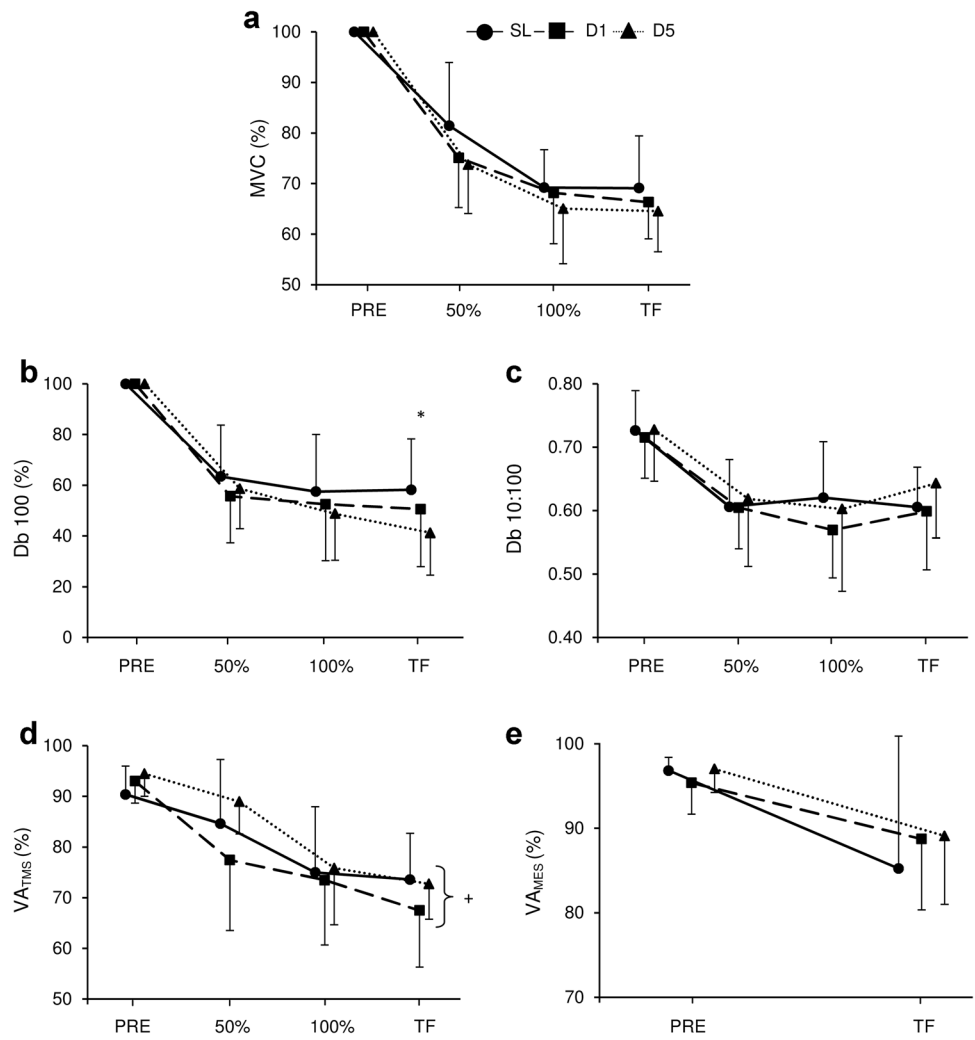 a
SL D1 D5
MVC (%)
100
90
80
70
60
50
PRE 50% 100% TF
b
Db 100 (%)
100
80
60
40
20
0
*
PRE 50% 100% TF
c
Db 10:100
0.80
0.70
0.60
0.50
0.40
PRE 50% 100% TF
d
VATMS (%)
100
90
80
70
60
50
+
PRE 50% 100% TF
e
VAMES (%)
100
90
80
70
PRE TF